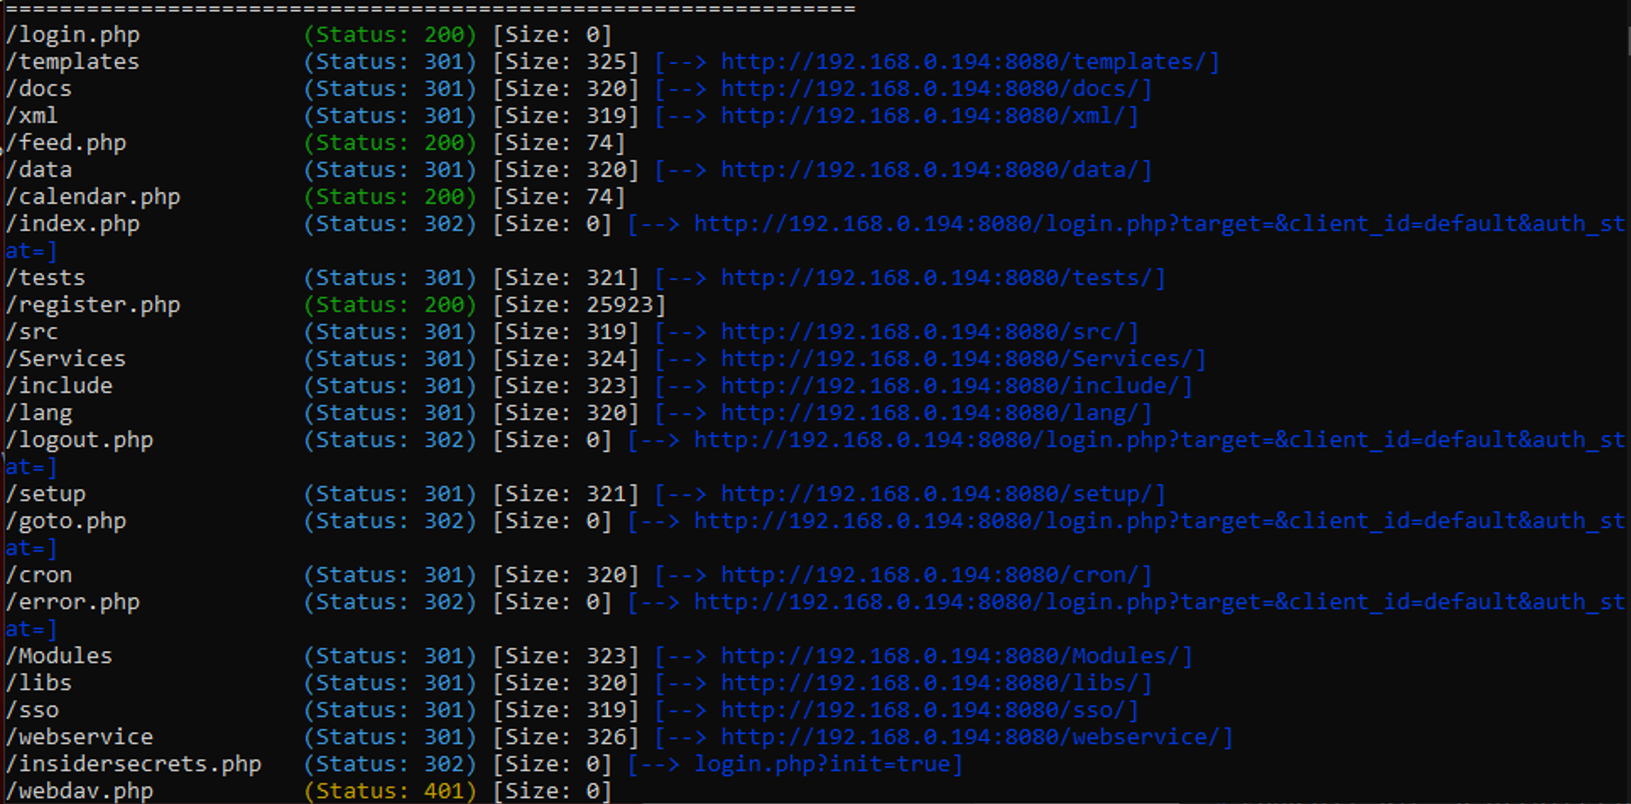 ================================================================
/login.php            (Status: 200) [Size: 0]
/templates            (Status: 301) [Size: 325] [--> http://192.168.0.194:8080/templates/]
/docs                 (Status: 301) [Size: 320] [--> http://192.168.0.194:8080/docs/]
/xml                  (Status: 301) [Size: 319] [--> http://192.168.0.194:8080/xml/]
/feed.php             (Status: 200) [Size: 74]
/data                 (Status: 301) [Size: 320] [--> http://192.168.0.194:8080/data/]
/calendar.php         (Status: 200) [Size: 74]
/index.php            (Status: 302) [Size: 0] [--> http://192.168.0.194:8080/login.php?target=&client_id=default&auth_st
at=]
/tests                (Status: 301) [Size: 321] [--> http://192.168.0.194:8080/tests/]
/register.php         (Status: 200) [Size: 25923]
/src                  (Status: 301) [Size: 319] [--> http://192.168.0.194:8080/src/]
/Services             (Status: 301) [Size: 324] [--> http://192.168.0.194:8080/Services/]
/include              (Status: 301) [Size: 323] [--> http://192.168.0.194:8080/include/]
/lang                 (Status: 301) [Size: 320] [--> http://192.168.0.194:8080/lang/]
/logout.php           (Status: 302) [Size: 0] [--> http://192.168.0.194:8080/login.php?target=&client_id=default&auth_st
at=]
/setup                (Status: 301) [Size: 321] [--> http://192.168.0.194:8080/setup/]
/goto.php             (Status: 302) [Size: 0] [--> http://192.168.0.194:8080/login.php?target=&client_id=default&auth_st
at=]
/cron                 (Status: 301) [Size: 320] [--> http://192.168.0.194:8080/cron/]
/error.php            (Status: 302) [Size: 0] [--> http://192.168.0.194:8080/login.php?target=&client_id=default&auth_st
at=]
/Modules              (Status: 301) [Size: 323] [--> http://192.168.0.194:8080/Modules/]
/libs                 (Status: 301) [Size: 320] [--> http://192.168.0.194:8080/libs/]
/sso                  (Status: 301) [Size: 319] [--> http://192.168.0.194:8080/sso/]
/webservice           (Status: 301) [Size: 326] [--> http://192.168.0.194:8080/webservice/]
/insidersecrets.php   (Status: 302) [Size: 0] [--> login.php?init=true]
/webdav.php           (Status: 401) [Size: 0]